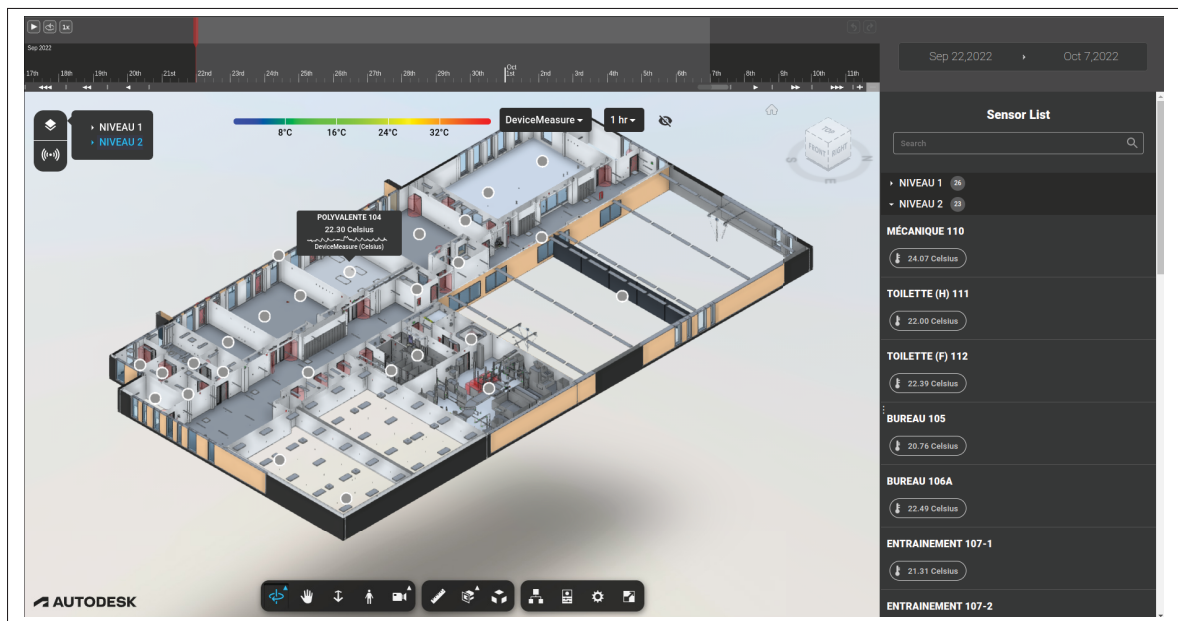 1x
Sep 2022
Oct
17th 18th 19th 20th 21st 22nd 23rd 24th 25th 26th 27th 28th 29th 30th 1st 2nd 3rd 4th 5th 6th 7th 8th 9th 10th 11th
Sep 22,2022 › Oct 7,2022
NIVEAU 1
NIVEAU 2
8°C 16°C 24°C 32°C
DeviceMeasure
1 hr
TOP
FRONT RIGHT
S E N
POLYVALENTE 104
22.30 Celsius
DeviceMeasure (Celsius)
AUTODESK
Sensor List
Search
NIVEAU 1 26
NIVEAU 2 23
MÉCANIQUE 110
24.07 Celsius
TOILETTE (H) 111
22.00 Celsius
TOILETTE (F) 112
22.39 Celsius
BUREAU 105
20.76 Celsius
BUREAU 106A
22.49 Celsius
ENTRAINEMENT 107-1
21.31 Celsius
ENTRAINEMENT 107-2